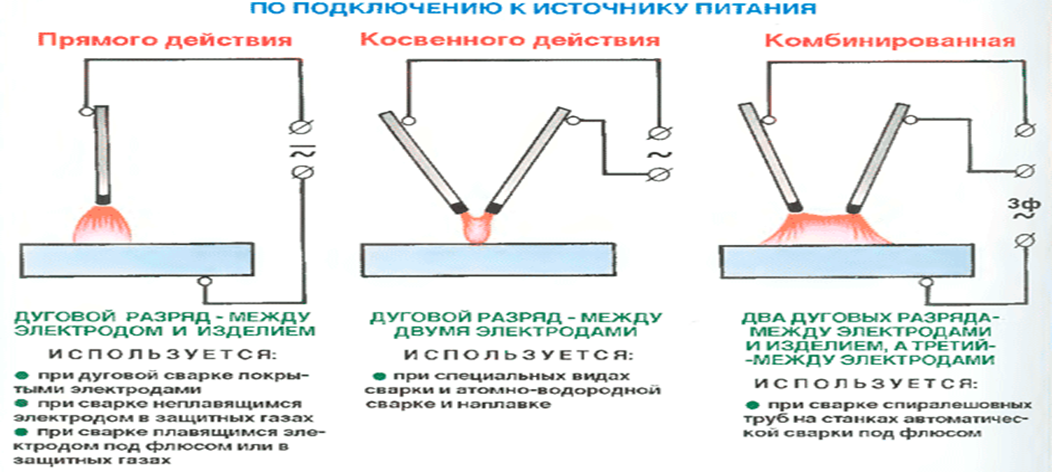 ПО ПОДКЛЮЧЕНИЮ К ИСТОЧНИКУ ПИТАНИЯ
Прямого действия
~
ДУГОВОЙ РАЗРЯД - МЕЖДУ
ЭЛЕКТРОДОМ И ИЗДЕЛИЕМ
ИСПОЛЬЗУЕТСЯ:
● при дуговой сварке покры-
тыми электродами
● при сварке неплавящимся
электродом в защитных газах
● при сварке плавящимся эле-
ктродом под флюсом или в
защитных газах
Косвенного действия
~
ДУГОВОЙ РАЗРЯД - МЕЖДУ
ДВУМЯ ЭЛЕКТРОДАМИ
ИСПОЛЬЗУЕТСЯ:
● при специальных видах
сварки и атомно-водородной
сварке и наплавке
Комбинированная
3ф
~
ДВА ДУГОВЫХ РАЗРЯДА-
МЕЖДУ ЭЛЕКТРОДАМИ
И ИЗДЕЛИЕМ, А ТРЕТИЙ-
-МЕЖДУ ЭЛЕКТРОДАМИ
ИСПОЛЬЗУЕТСЯ:
● при сварке спиралешовных
труб на станках автоматичес-
кой сварки под флюсом